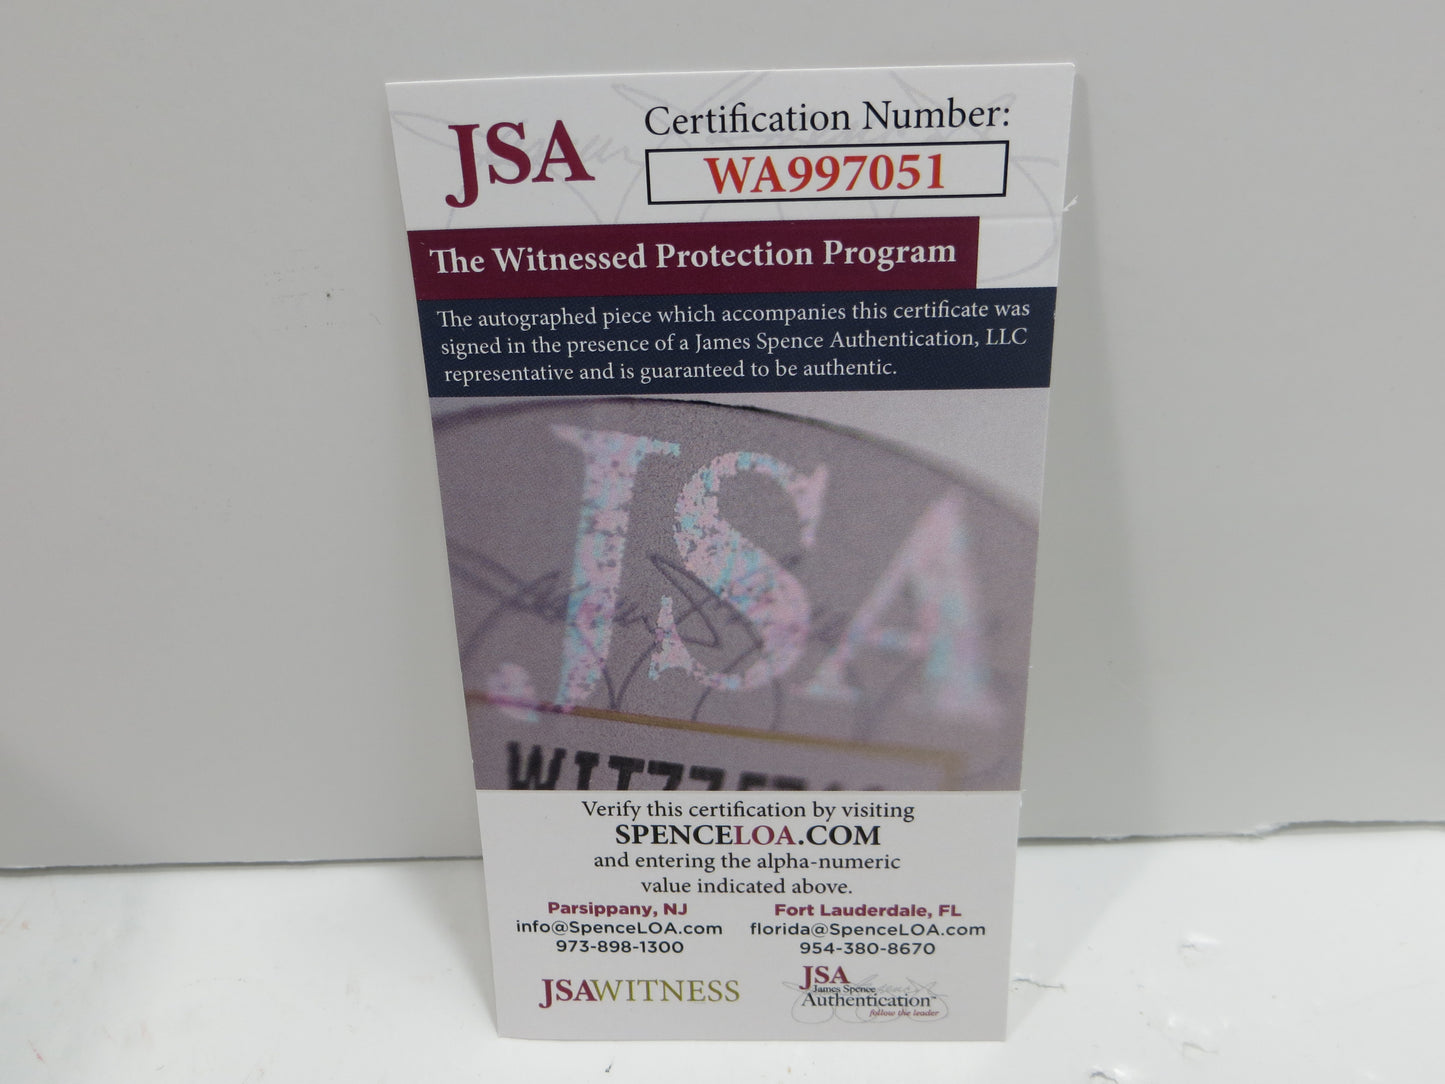 JSA
Certification Number:
WA997051
The Witnessed Protection Program
The autographed piece which accompanies this certificate was
signed in the presence of a James Spence Authentication, LLC
representative and is guaranteed to be authentic.
JSA
Verify this certification by visiting
SPENCELOA.COM
and entering the alpha-numeric
value indicated above.
Parsippany, NJ
info@SpenceLOA.com
973-898-1300
Fort Lauderdale, FL
florida@SpenceLOA.com
954-380-8670
JSAWITNESS
JSA
James Spence
Authentication™
follow the leader